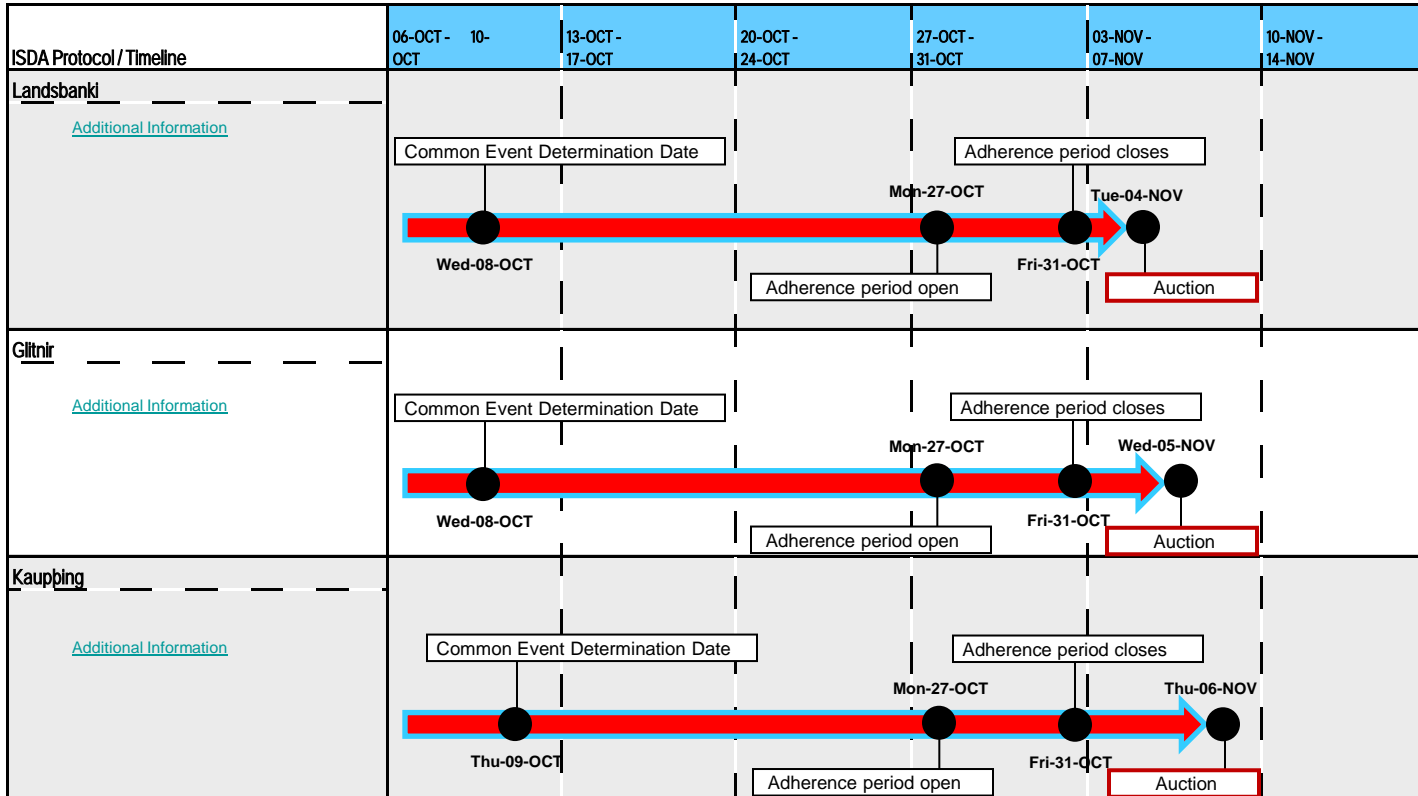 ISDA Protocol / Timeline
06-OCT - 10-
OCT
13-OCT -
17-OCT
20-OCT -
24-OCT
27-OCT -
31-OCT
03-NOV -
07-NOV
10-NOV -
14-NOV
Landsbanki
Additional Information
Common Event Determination Date
Adherence period closes
Mon-27-OCT
Tue-04-NOV
Wed-08-OCT
Fri-31-OCT
Adherence period open
Auction
Glitnir
Additional Information
Common Event Determination Date
Adherence period closes
Mon-27-OCT
Wed-05-NOV
Wed-08-OCT
Fri-31-OCT
Adherence period open
Auction
Kaupþing
Additional Information
Common Event Determination Date
Adherence period closes
Mon-27-OCT
Thu-06-NOV
Thu-09-OCT
Fri-31-OCT
Adherence period open
Auction